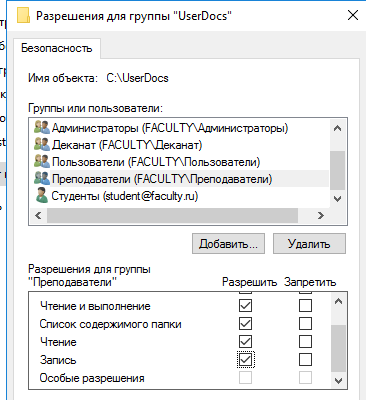 Разрешения для группы "UserDocs"
Безопасность
Имя объекта: C:\UserDocs
Группы или пользователи:
Администраторы (FACULTY\Администраторы)
Деканат (FACULTY\Деканат)
Пользователи (FACULTY\Пользователи)
Преподаватели (FACULTY\Преподаватели)
Студенты (student@faculty.ru)
Добавить... Удалить
Разрешения для группы
"Преподаватели" Разрешить Запретить
Чтение и выполнение
Список содержимого папки
Чтение
Запись
Особые разрешения